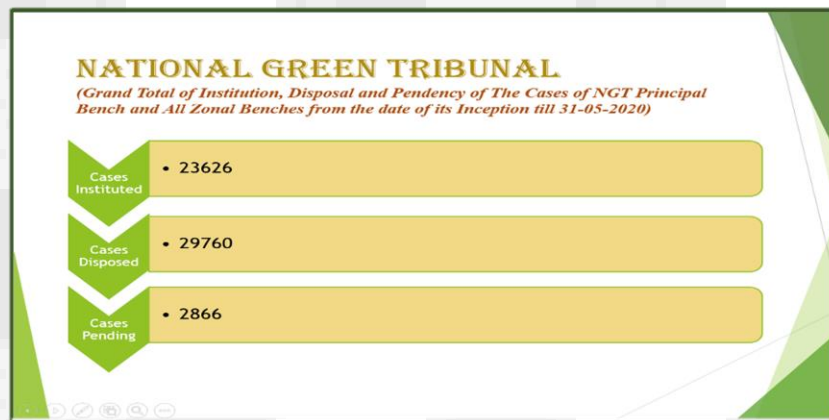 NATIONAL GREEN TRIBUNAL
(Grand Total of Institution, Disposal and Pendency of The Cases of NGT Principal
Bench and All Zonal Benches from the date of its Inception till 31-05-2020)
Cases
Instituted
• 23626
Cases
Disposed
• 29760
Cases
Pending
• 2866